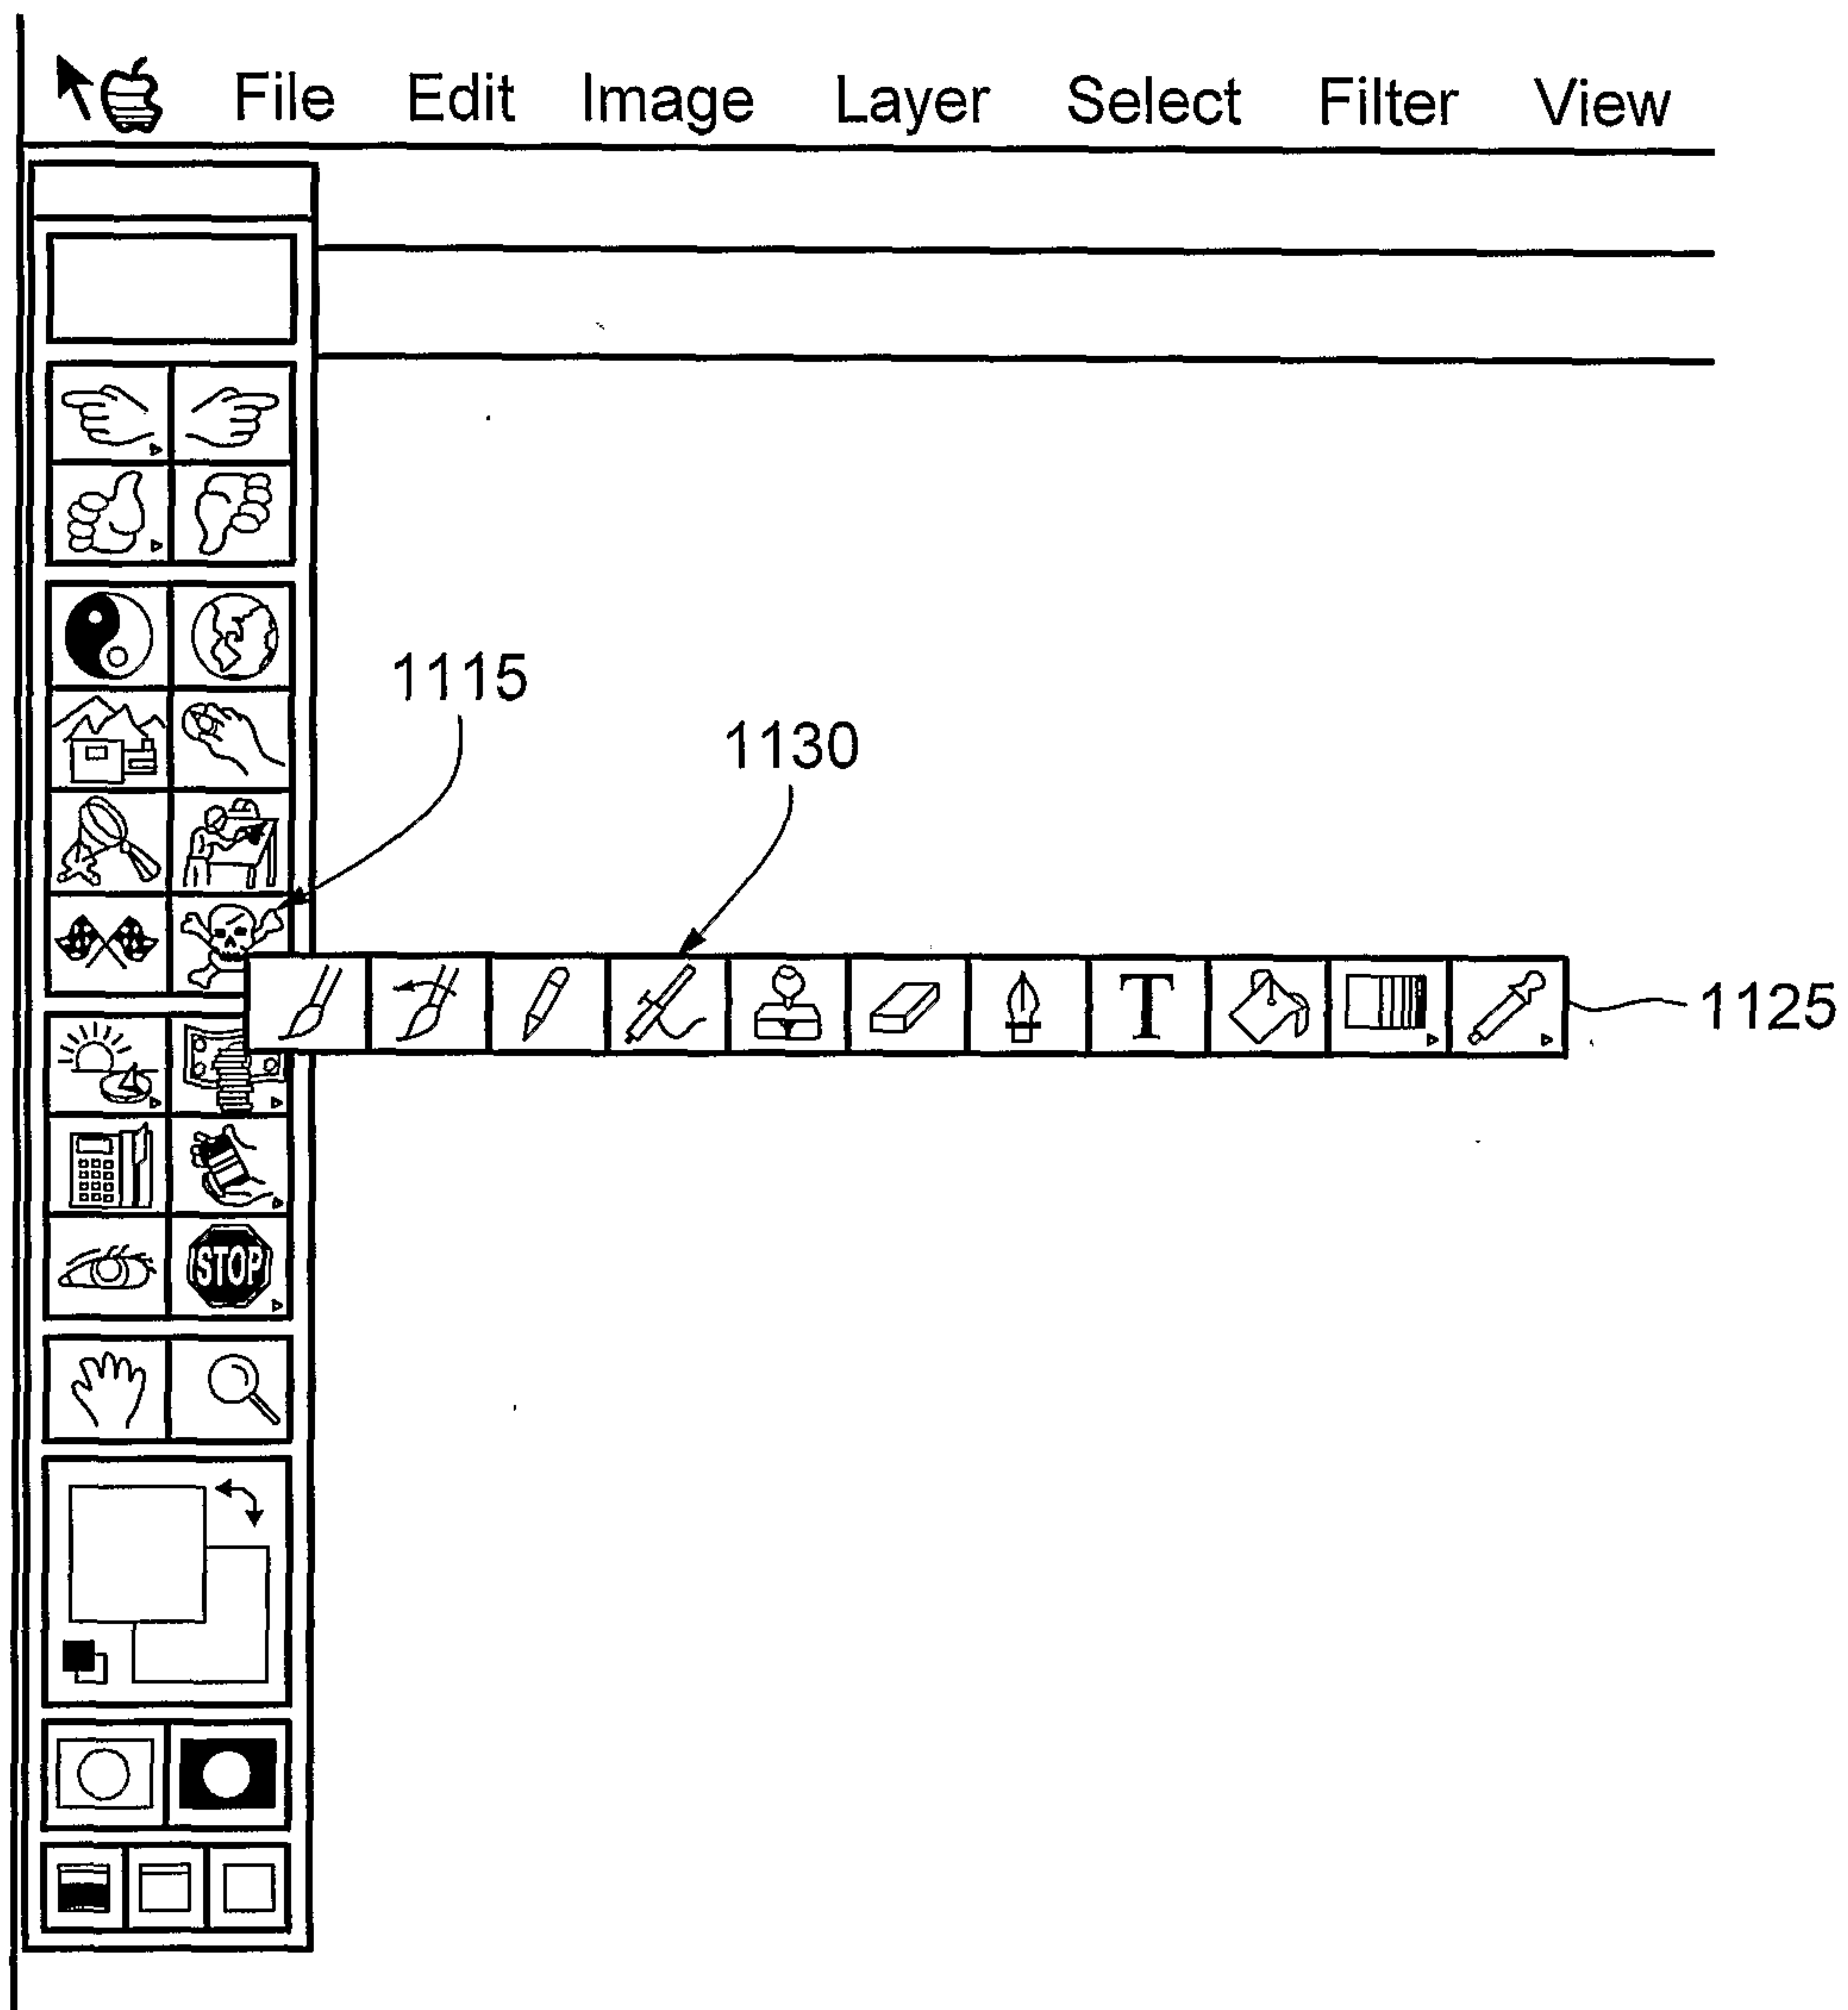 File Edit Image Layer Select Filter View
1115
1130
T
1125
STOP